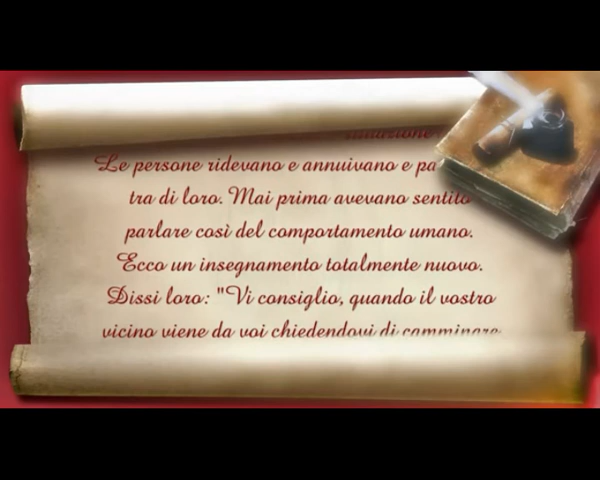 Le persone ridevano e annuivano e
tra di loro. Mai prima avevano sentito
parlare così del comportamento umano.
Ecco un insegnamento totalmente nuovo.
Dissi loro: "Vi consiglio, quando il vostro
vicino viene da voi chiedendovi di camminare